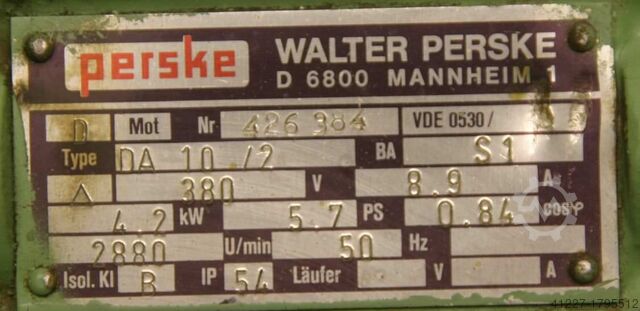 perske WALTER PERSKE
D 6800 MANNHEIM 1
D Mot Nr 426 384 VDE 0530/
Type DA 10 /2 BA S1
Δ 380 V 8.9 A
4.2 kW 5.7 PS 0.84 cosφ
2880 U/min 50 Hz
Isol. Kl B IP 54 Läufer V A
41227-1795512